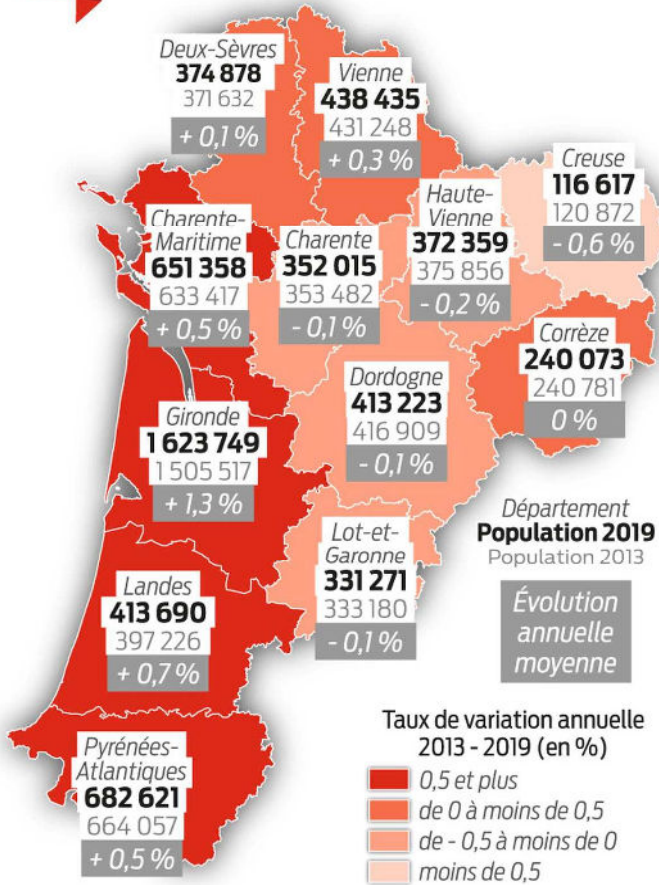 Deux-Sèvres
374 878
371 632
+ 0,1 %
Vienne
438 435
431 248
+ 0,3 %
Creuse
116 617
120 872
- 0,6 %
Charente-
Maritime
651 358
633 417
+ 0,5 %
Charente
352 015
353 482
- 0,1 %
Haute-
Vienne
372 359
375 856
- 0,2 %
Corrèze
240 073
240 781
0 %
Gironde
1 623 749
1 505 517
+ 1,3 %
Dordogne
413 223
416 909
- 0,1 %
Lot-et-
Garonne
331 271
333 180
- 0,1 %
Landes
413 690
397 226
+ 0,7 %
Pyrénées-
Atlantiques
682 621
664 057
+ 0,5 %
Département
Population 2019
Population 2013
Évolution
annuelle
moyenne
Taux de variation annuelle
2013 - 2019 (en %)
0,5 et plus
de 0 à moins de 0,5
de - 0,5 à moins de 0
moins de 0,5